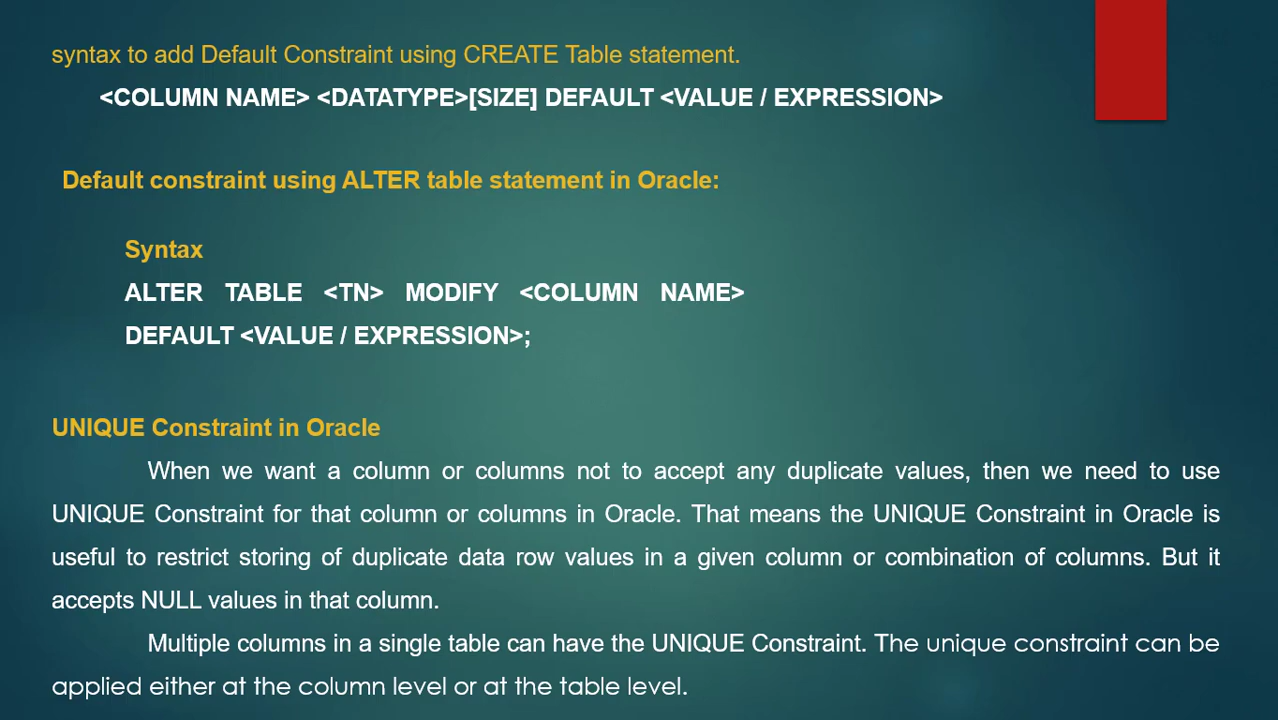 syntax to add Default Constraint using CREATE Table statement.
<COLUMN NAME> <DATATYPE>[SIZE] DEFAULT <VALUE / EXPRESSION>
Default constraint using ALTER table statement in Oracle:
Syntax
ALTER TABLE <TN> MODIFY <COLUMN NAME>
DEFAULT <VALUE / EXPRESSION>;
UNIQUE Constraint in Oracle
When we want a column or columns not to accept any duplicate values, then we need to use
UNIQUE Constraint for that column or columns in Oracle. That means the UNIQUE Constraint in Oracle is
useful to restrict storing of duplicate data row values in a given column or combination of columns. But it
accepts NULL values in that column.
Multiple columns in a single table can have the UNIQUE Constraint. The unique constraint can be
applied either at the column level or at the table level.